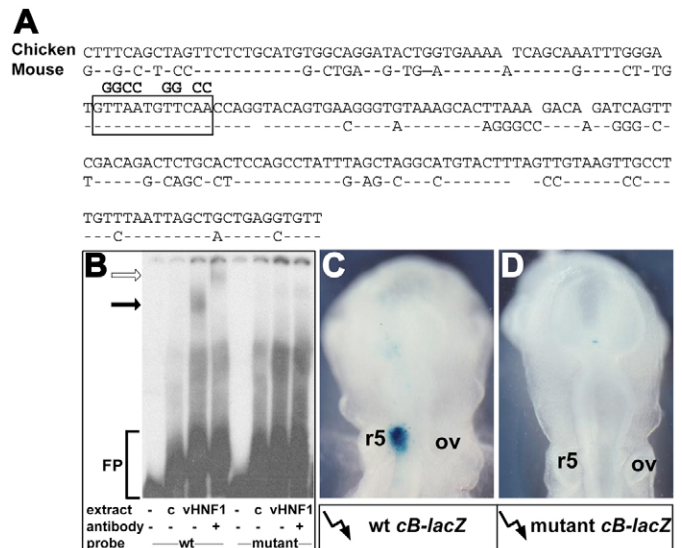 A
Chicken CTTTCAGCTAGTTCTCTGCATGTGGCAGGATACTGGTGAAAA TCAGCAAATTTGGGA
Mouse G--G-C-T-CC-----------G-CTGA--G-TG--------A-------G-----CT-TG
GGCC GG CC
TGTTAATGTTCAACCAGGTACAGTGAAGGGTGTAAAGCACTTAAA GACA GATCAGTT
----------------- ---------C----A--------AGGGCC----A--GGG-C-
CGACAGACTCTGCACTCCAGCCTATTTAGCTAGGCATGTACTTTAGTTGTAAGTTGCCT
T-----G-CAGC-CT-----------G-AG-C---C------- --CC------CC---
TGTTTAATTAGCTGCTGAGGTGTT
---C---------A-----C----
B
C
D
FP
r5
ov
r5
ov
extract - c vHNF1 - c vHNF1
antibody - - - + - - - +
probe wt mutant
wt cB-lacZ
mutant cB-lacZ